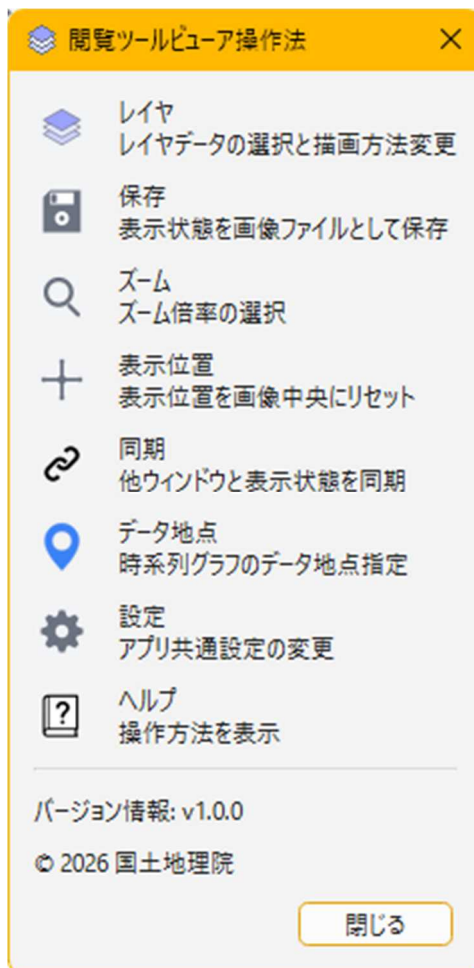 閲覧ツールビューア操作法
レイヤ
レイヤデータの選択と描画方法変更
保存
表示状態を画像ファイルとして保存
ズーム
ズーム倍率の選択
表示位置
表示位置を画像中央にリセット
同期
他ウィンドウと表示状態を同期
データ地点
時系列グラフのデータ地点指定
設定
アプリ共通設定の変更
ヘルプ
操作方法を表示
バージョン情報: v1.0.0
© 2026 国土地理院
閉じる